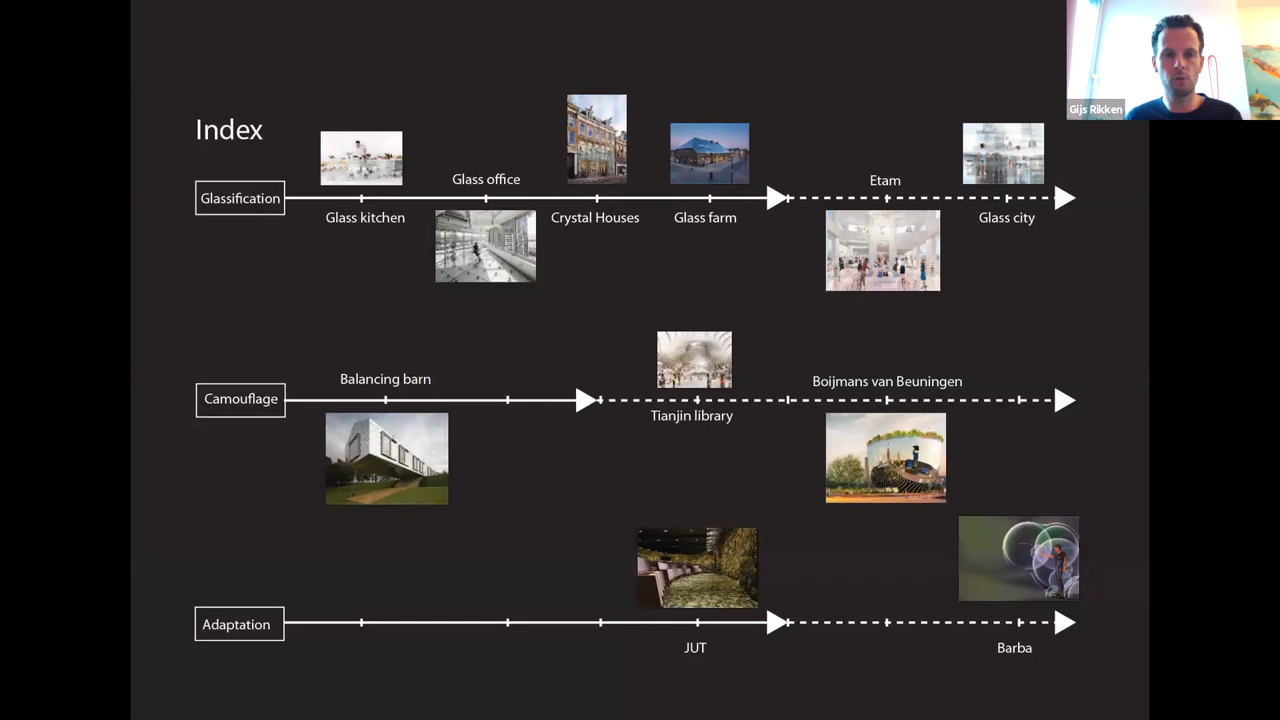 Gijs Rikken
Index
Glassification
Glass office
Etam
Glass kitchen
Crystal Houses
Glass farm
Glass city
Balancing barn
Boijmans van Beuningen
Camouflage
Tianjin library
Adaptation
JUT
Barba